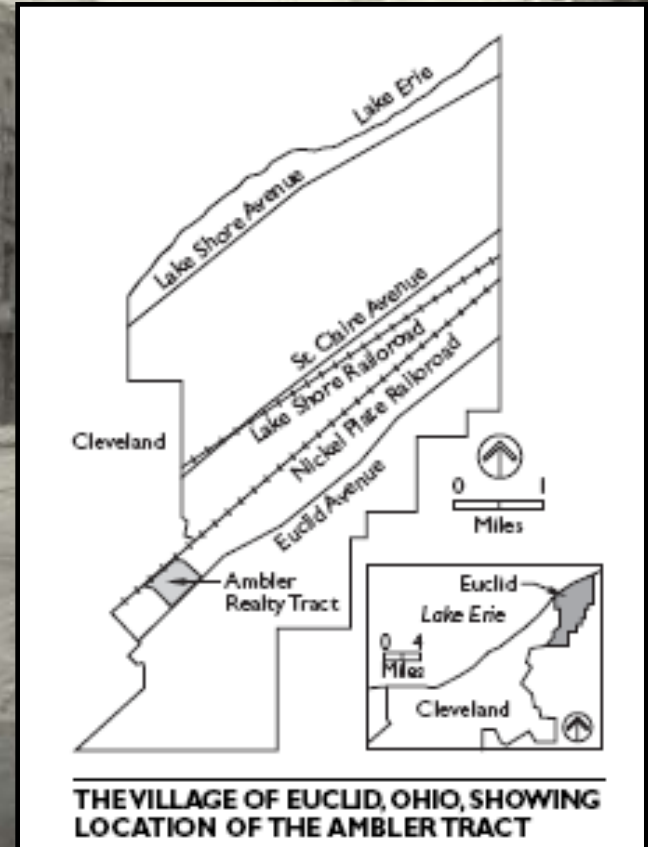 Lake Erie
Lake Shore Avenue
St. Claire Avenue
Lake Shore Railoroad
Nickel Plate Railoroad
Euclid Avenue
Cleveland
0 1
Miles
Ambler
Realty Tract
Euclid
Lake Erie
0 4
Miles
Cleveland
THE VILLAGE OF EUCLID, OHIO, SHOWING
LOCATION OF THE AMBLER TRACT